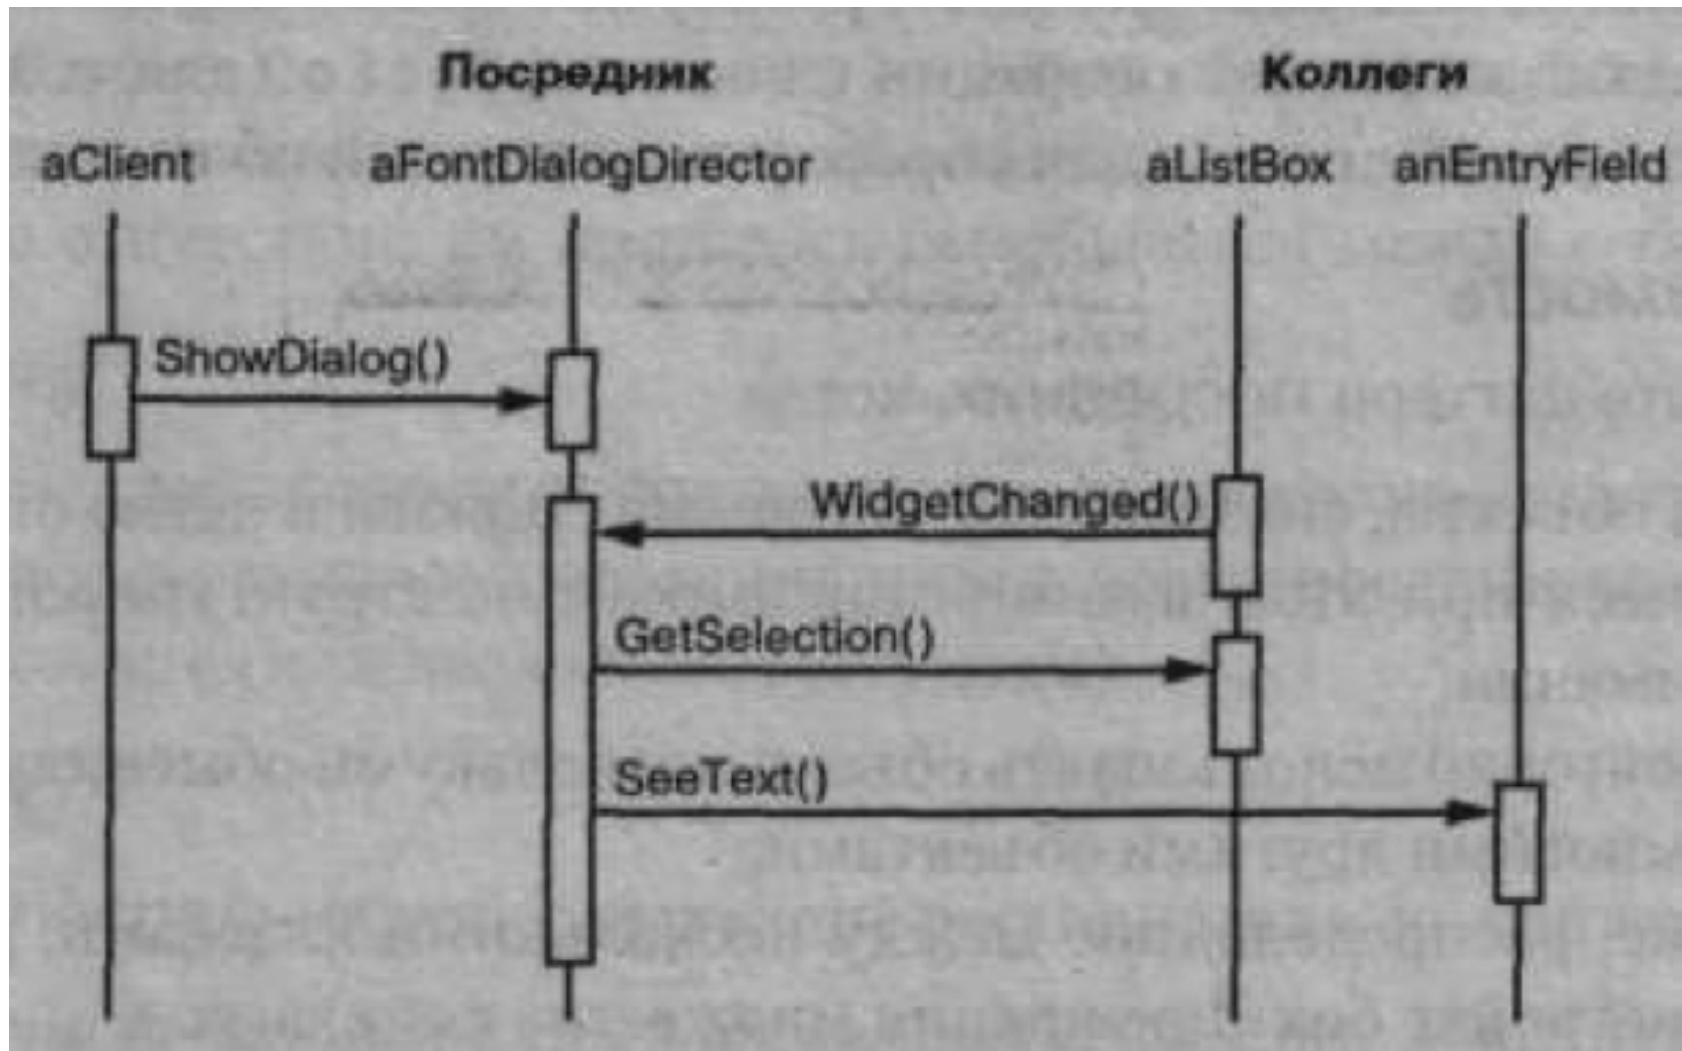 Посредник Коллеги
aClient aFontDialogDirector aListBox anEntryField
ShowDialog()
WidgetChanged()
GetSelection()
SeeText()